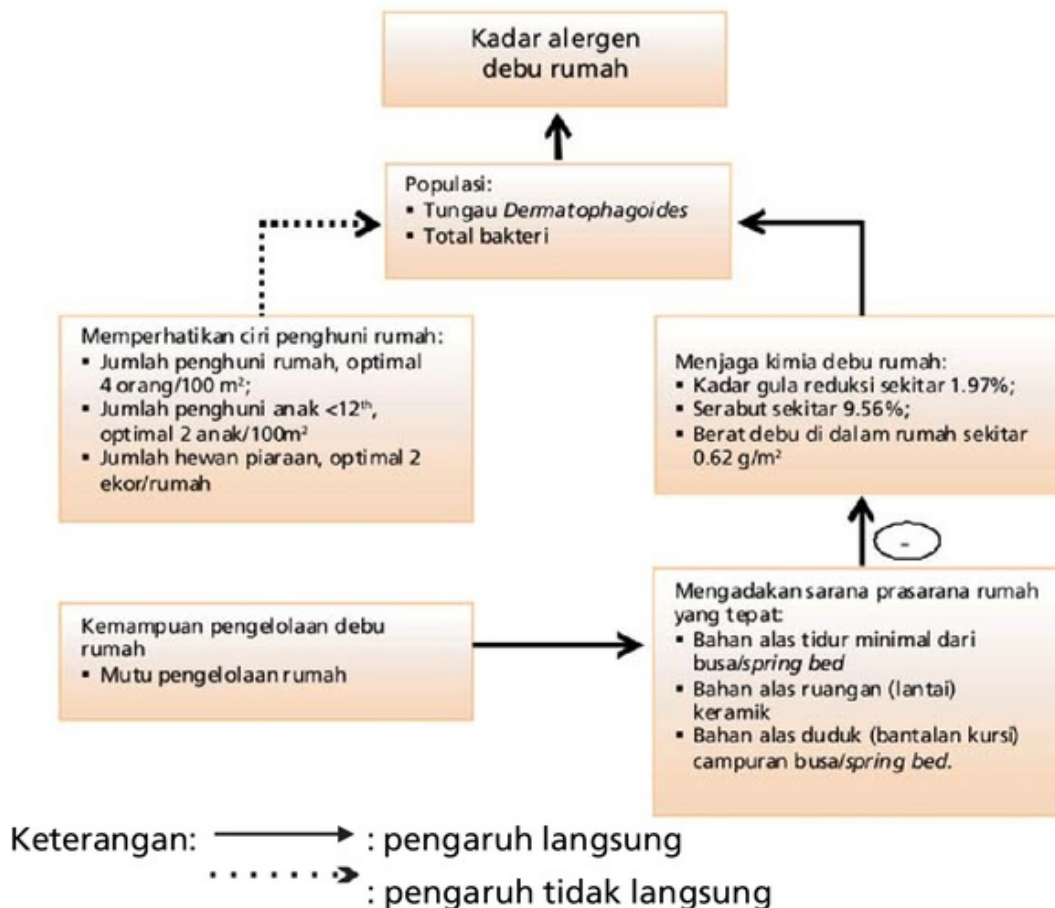 Kadar alergen
debu rumah
Populasi:
▪ Tungau Dermatophagoides
▪ Total bakteri
Memperhatikan ciri penghuni rumah:
▪ Jumlah penghuni rumah, optimal
4 orang/100 m²;
▪ Jumlah penghuni anak <12ᵗʰ,
optimal 2 anak/100m²
▪ Jumlah hewan piaraan, optimal 2
ekor/rumah
Menjaga kimia debu rumah:
▪ Kadar gula reduksi sekitar 1.97%;
▪ Serabut sekitar 9.56%;
▪ Berat debu di dalam rumah sekitar
0.62 g/m²
-
Kemampuan pengelolaan debu
rumah
▪ Mutu pengelolaan rumah
Mengadakan sarana prasarana rumah
yang tepat:
▪ Bahan alas tidur minimal dari
busa/spring bed
▪ Bahan alas ruangan (lantai)
keramik
▪ Bahan alas duduk (bantalan kursi)
campuran busa/spring bed.
Keterangan: : pengaruh langsung
: pengaruh tidak langsung